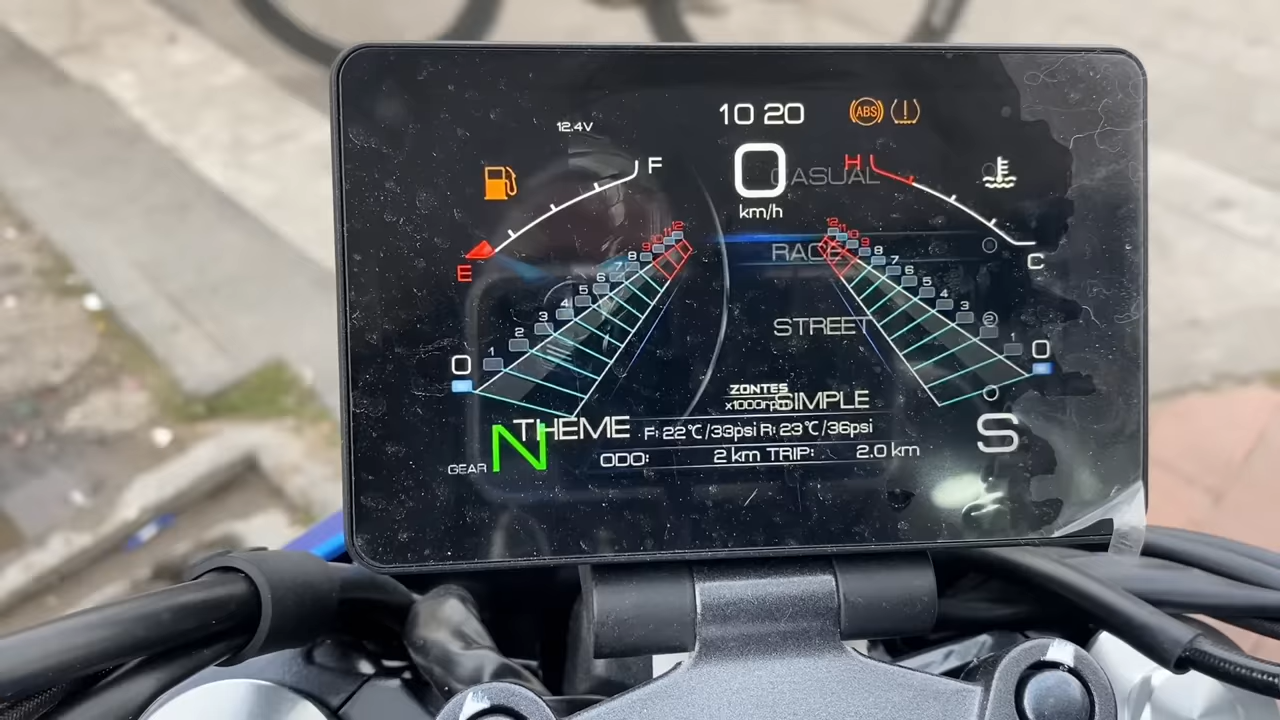 10 20
ABS
12.4V
F
H
0
CASUAL
km/h
E
C
RACE
12 11 10 9 8 7 6 5 4 3 2 1 0
12 11 10 9 8 7 6 5 4 3 2 1 0
STREET
ZONTES
x1000rpm
SIMPLE
THEME
F: 22℃/33psi R: 23℃/36psi
S
GEAR N
ODO: 2 km TRIP: 2.0 km